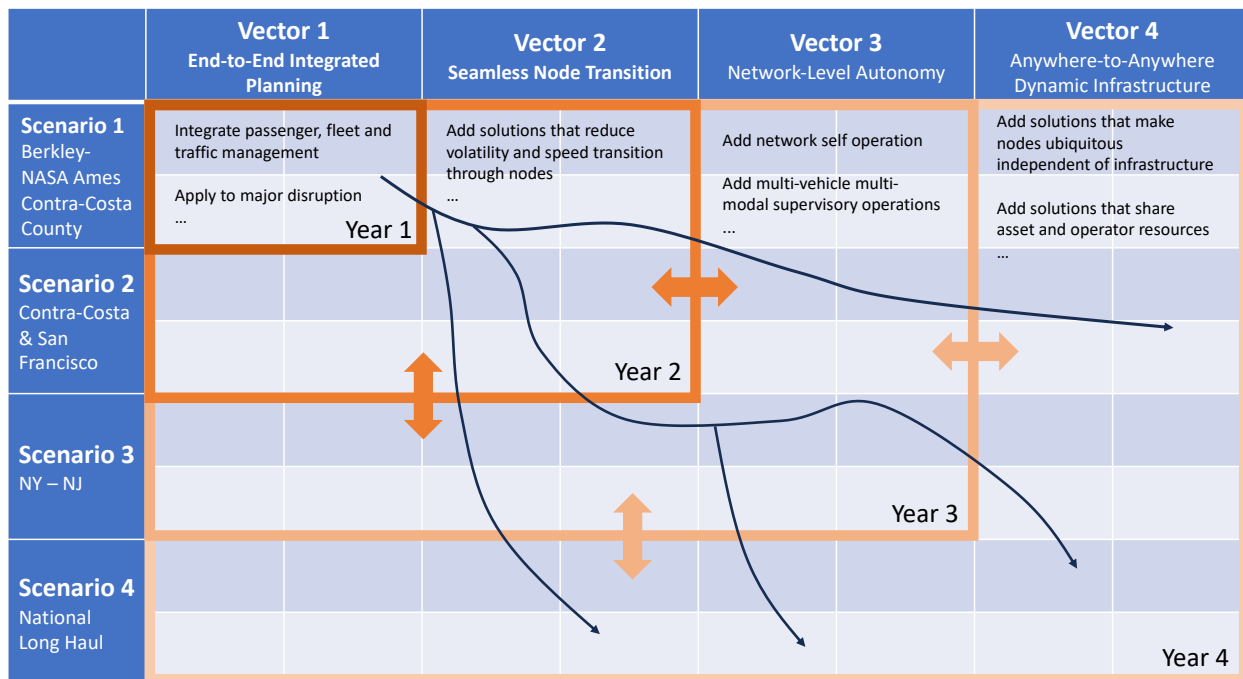 Vector 1
End-to-End Integrated
Planning
Vector 2
Seamless Node Transition
Vector 3
Network-Level Autonomy
Vector 4
Anywhere-to-Anywhere
Dynamic Infrastructure
Scenario 1
Berkley-
NASA Ames
Contra-Costa
County
Integrate passenger, fleet and
traffic management
Apply to major disruption
...
Year 1
Add solutions that reduce
volatility and speed transition
through nodes
...
Add network self operation
Add multi-vehicle multi-
modal supervisory operations
...
Add solutions that make
nodes ubiquitous
independent of infrastructure
Add solutions that share
asset and operator resources
...
Scenario 2
Contra-Costa
& San
Francisco
Year 2
Scenario 3
NY – NJ
Year 3
Scenario 4
National
Long Haul
Year 4